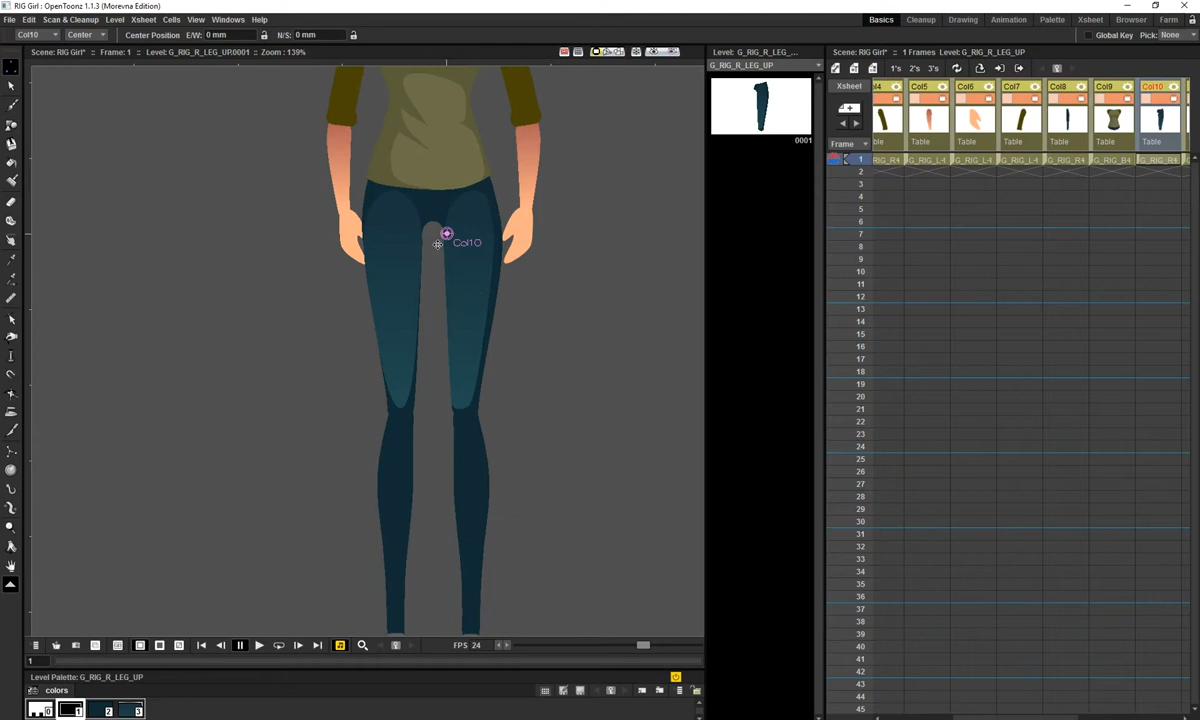 RIG Girl : OpenToonz 1.1.3 (Morevna Edition)
File Edit Scan & Cleanup Level Xsheet Cells View Windows Help
Basics Cleanup Drawing Animation Palette Xsheet Browser Farm
Col10 Center Center Position E/W: 0 mm N/S: 0 mm
Global Key Pick: None
Scene: RIG Girl* :: Frame: 1 :: Level: G_RIG_R_LEG_UP.0001 :: Zoom : 139%
Level: G_RIG_R_LEG_...
Scene: RIG Girl* :: 1 Frames Level: G_RIG_R_LEG_UP
G_RIG_R_LEG_UP
1's 2's 3's
Xsheet
Col5 Col6 Col7 Col8 Col9 Col10
0001
Table Table Table Table Table Table
Frame
1
2
3
4
5
6
7
8
9
10
11
12
13
14
15
16
17
18
19
20
21
22
23
24
25
26
27
28
29
30
31
32
33
34
35
36
37
38
39
40
41
42
43
44
45
Col10
FPS 24
1
Level Palette: G_RIG_R_LEG_UP
colors
0 1 2 3